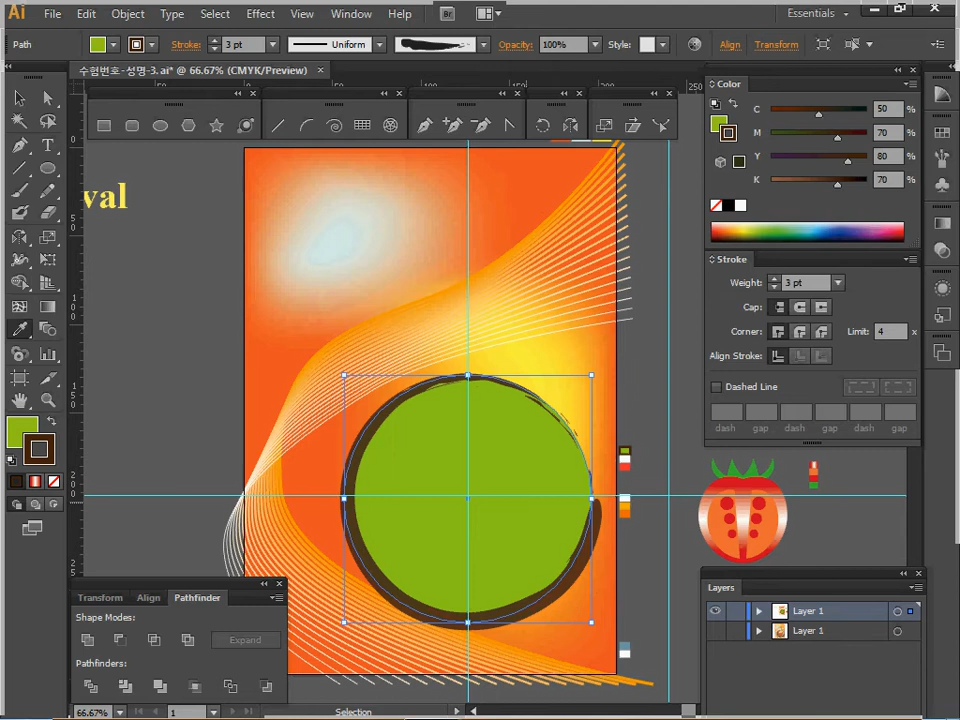 Ai File Edit Object Type Select Effect View Window Help Br Essentials
Path Stroke: 3 pt Uniform Opacity: 100% Style: Align Transform
수험번호-성명-3.ai* @ 66.67% (CMYK/Preview)
Color
C 50 %
M 70 %
Y 80 %
K 70 %
val
Stroke
Weight: 3 pt
Cap:
Corner: Limit: 4 x
Align Stroke:
Dashed Line
dash gap dash gap dash gap
Transform Align Pathfinder
Shape Modes:
Expand
Pathfinders:
Layers
Layer 1
Layer 1
66.67% 1 Selection